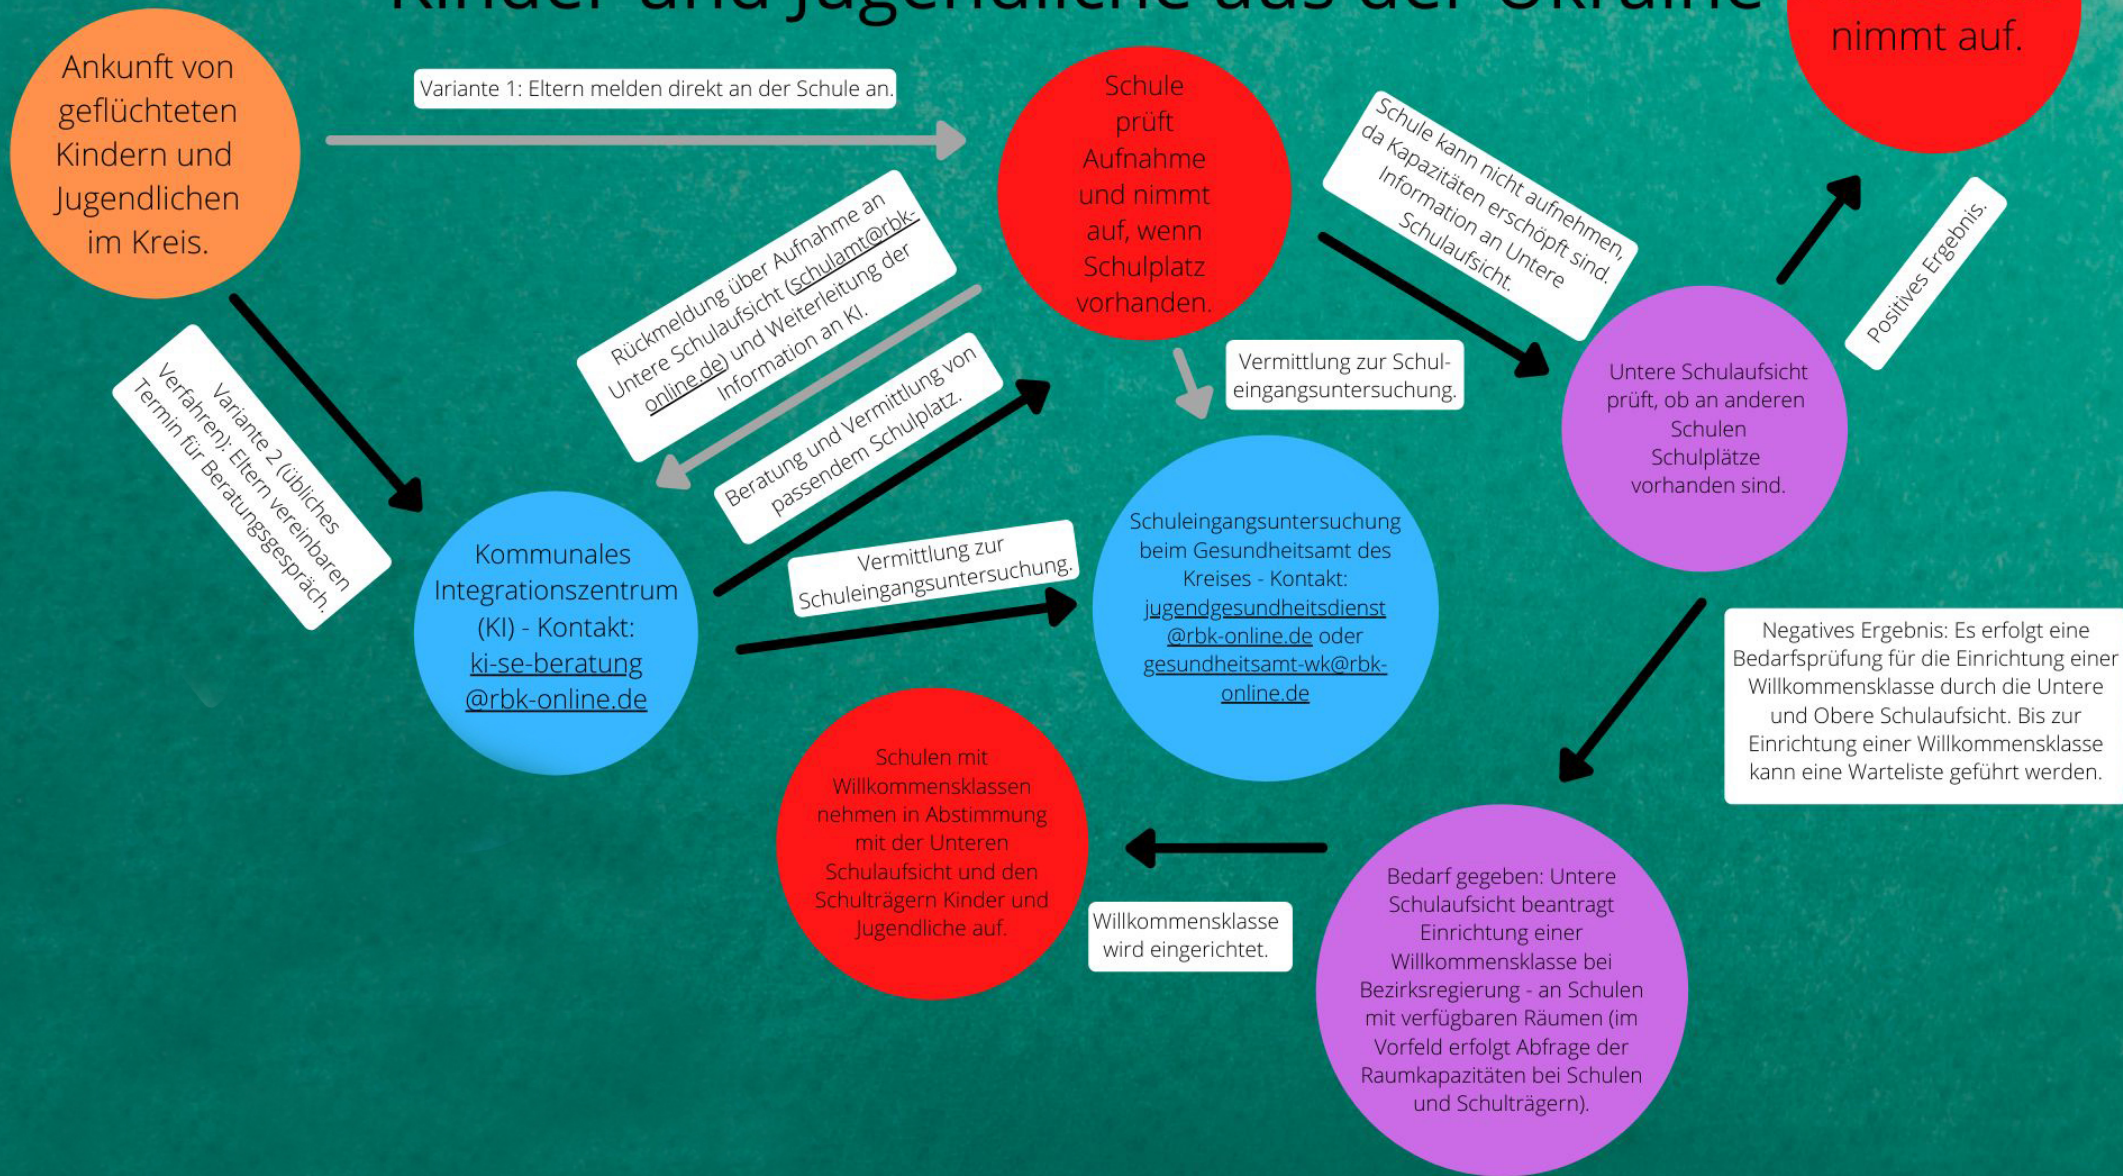 Kinder und Jugendliche aus der Ukraine
nimmt auf.
Ankunft von
geflüchteten
Kindern und
Jugendlichen
im Kreis.
Variante 1: Eltern melden direkt an der Schule an.
Schule
prüft
Aufnahme
und nimmt
auf, wenn
Schulplatz
vorhanden.
Schule kann nicht aufnehmen,
da Kapazitäten erschöpft sind.
Information an Untere
Schulaufsicht.
Positives Ergebnis.
Rückmeldung über Aufnahme an
Untere Schulaufsicht (schulamt@rbk-
online.de) und Weiterleitung der
Information an KI.
Beratung und Vermittlung von
passendem Schulplatz.
Vermittlung zur Schul-
eingangsuntersuchung.
Untere Schulaufsicht
prüft, ob an anderen
Schulen
Schulplätze
vorhanden sind.
Variante 2 (übliches
Verfahren): Eltern vereinbaren
Termin für Beratungsgespräch.
Kommunales
Integrationszentrum
(KI) - Kontakt:
ki-se-beratung
@rbk-online.de
Vermittlung zur
Schuleingangsuntersuchung.
Schuleingangsuntersuchung
beim Gesundheitsamt des
Kreises - Kontakt:
jugendgesundheitsdienst
@rbk-online.de oder
gesundheitsamt-wk@rbk-
online.de
Negatives Ergebnis: Es erfolgt eine
Bedarfsprüfung für die Einrichtung einer
Willkommensklasse durch die Untere
und Obere Schulaufsicht. Bis zur
Einrichtung einer Willkommensklasse
kann eine Warteliste geführt werden.
Schulen mit
Willkommensklassen
nehmen in Abstimmung
mit der Unteren
Schulaufsicht und den
Schulträgern Kinder und
Jugendliche auf.
Willkommensklasse
wird eingerichtet.
Bedarf gegeben: Untere
Schulaufsicht beantragt
Einrichtung einer
Willkommensklasse bei
Bezirksregierung - an Schulen
mit verfügbaren Räumen (im
Vorfeld erfolgt Abfrage der
Raumkapazitäten bei Schulen
und Schulträgern).